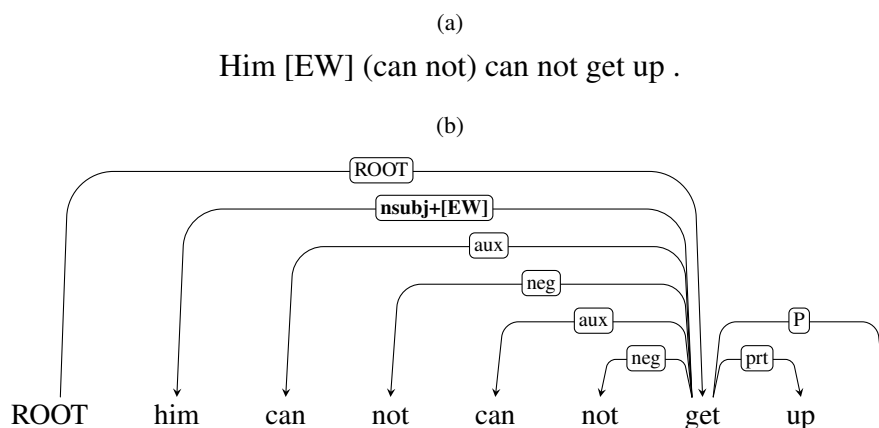 (a)
Him [EW] (can not) can not get up .
(b)
ROOT
nsubj+[EW]
aux
neg
aux P
neg prt
ROOT him can not can not get up